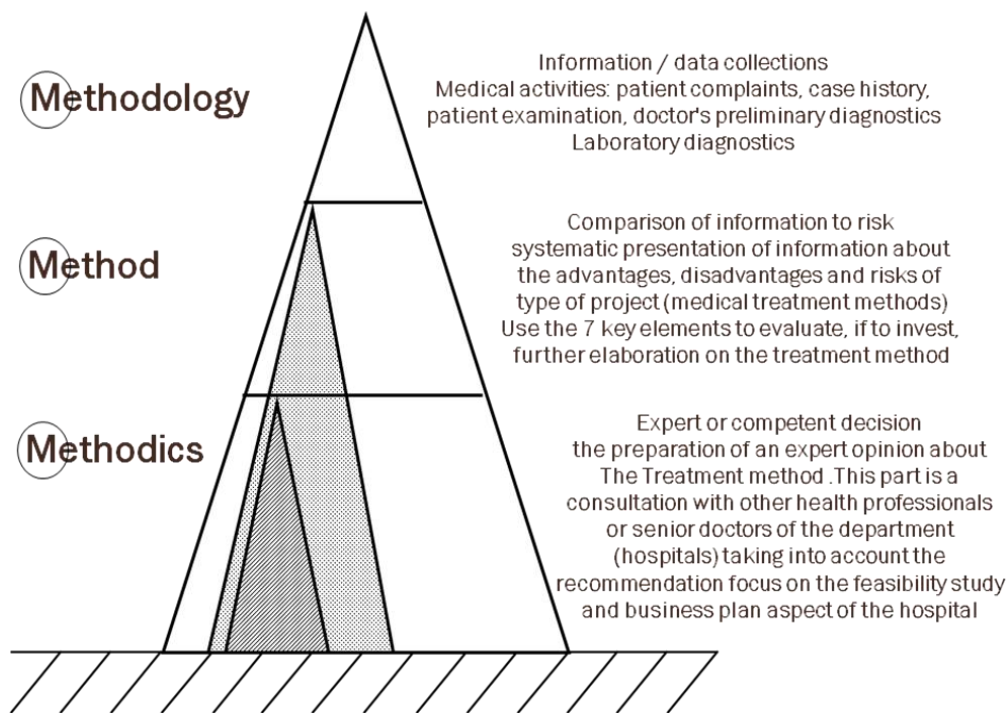 Methodology
Information / data collections
Medical activities: patient complaints, case history,
patient examination, doctor's preliminary diagnostics
Laboratory diagnostics
Method
Comparison of information to risk
systematic presentation of information about
the advantages, disadvantages and risks of
type of project (medical treatment methods)
Use the 7 key elements to evaluate, if to invest,
further elaboration on the treatment method
Methodics
Expert or competent decision
the preparation of an expert opinion about
The Treatment method .This part is a
consultation with other health professionals
or senior doctors of the department
(hospitals) taking into account the
recommendation focus on the feasibility study
and business plan aspect of the hospital